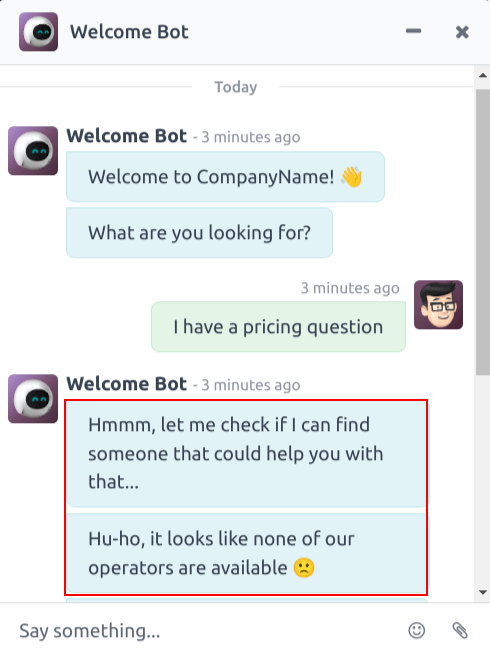 Welcome Bot
Today
Welcome Bot - 3 minutes ago
Welcome to CompanyName! 👋
What are you looking for?
3 minutes ago
I have a pricing question
Welcome Bot - 3 minutes ago
Hmmm, let me check if I can find
someone that could help you with
that...
Hu-ho, it looks like none of our
operators are available 🙁
Say something...